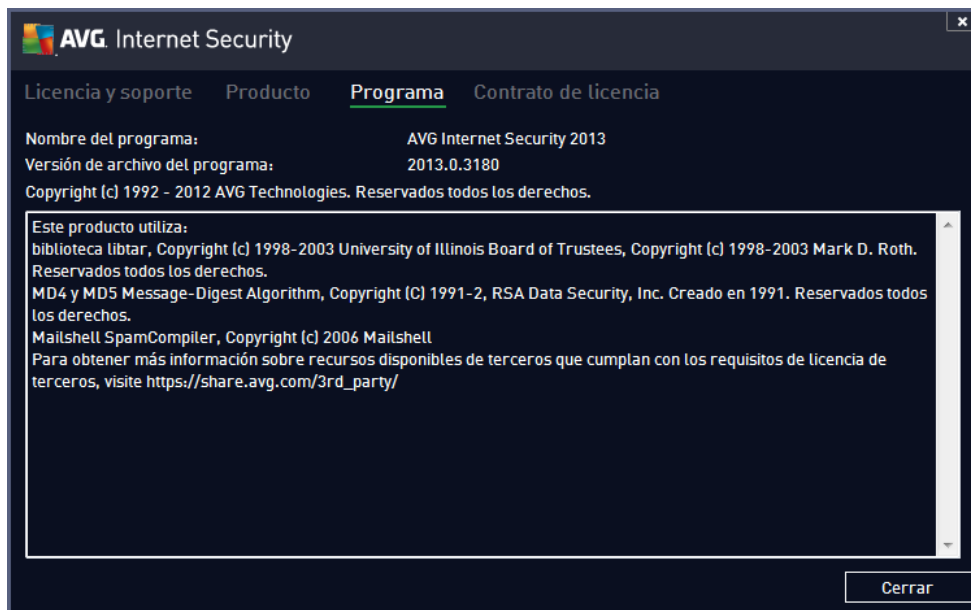 AVG. Internet Security
Licencia y soporte Producto Programa Contrato de licencia
Nombre del programa: AVG Internet Security 2013
Versión de archivo del programa: 2013.0.3180
Copyright (c) 1992 - 2012 AVG Technologies. Reservados todos los derechos.
Este producto utiliza:
biblioteca libtar, Copyright (c) 1998-2003 University of Illinois Board of Trustees, Copyright (c) 1998-2003 Mark D. Roth.
Reservados todos los derechos.
MD4 y MD5 Message-Digest Algorithm, Copyright (C) 1991-2, RSA Data Security, Inc. Creado en 1991. Reservados todos
los derechos.
Mailshell SpamCompiler, Copyright (c) 2006 Mailshell
Para obtener más información sobre recursos disponibles de terceros que cumplan con los requisitos de licencia de
terceros, visite https://share.avg.com/3rd_party/
Cerrar